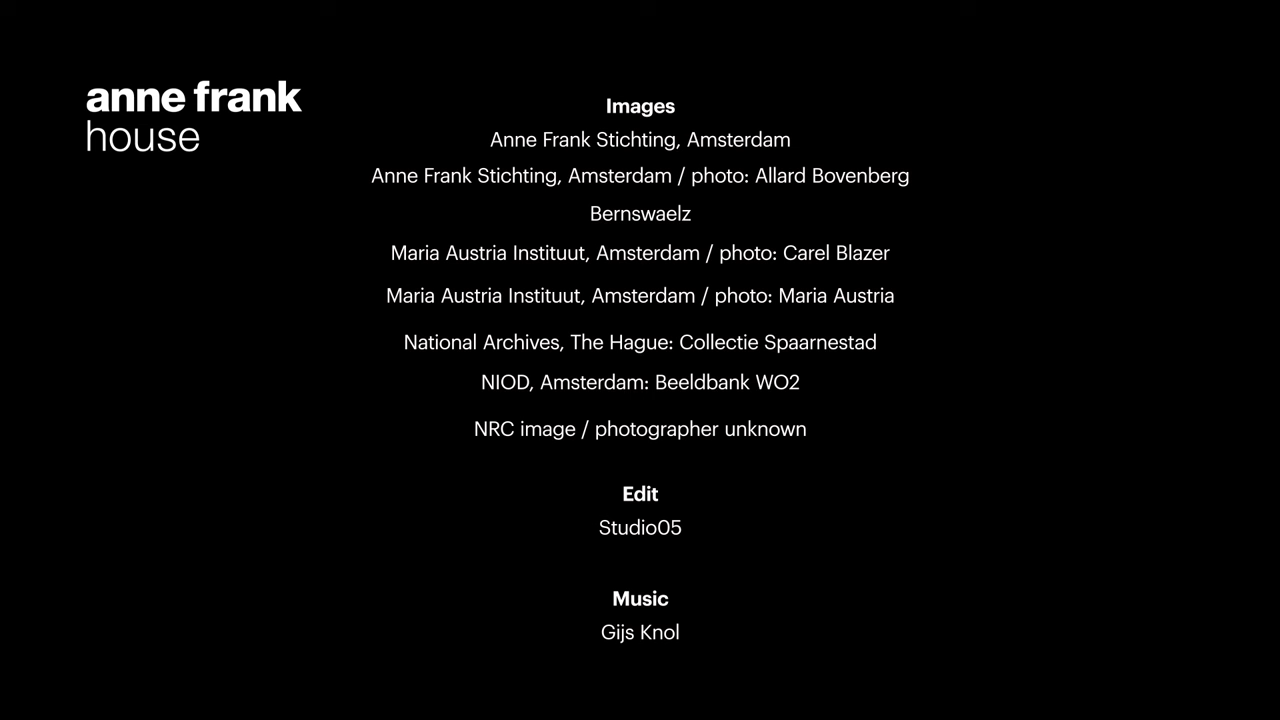 anne frank
house
Images
Anne Frank Stichting, Amsterdam
Anne Frank Stichting, Amsterdam / photo: Allard Bovenberg
Bernswaelz
Maria Austria Instituut, Amsterdam / photo: Carel Blazer
Maria Austria Instituut, Amsterdam / photo: Maria Austria
National Archives, The Hague: Collectie Spaarnestad
NIOD, Amsterdam: Beeldbank WO2
NRC image / photographer unknown
Edit
Studio05
Music
Gijs Knol